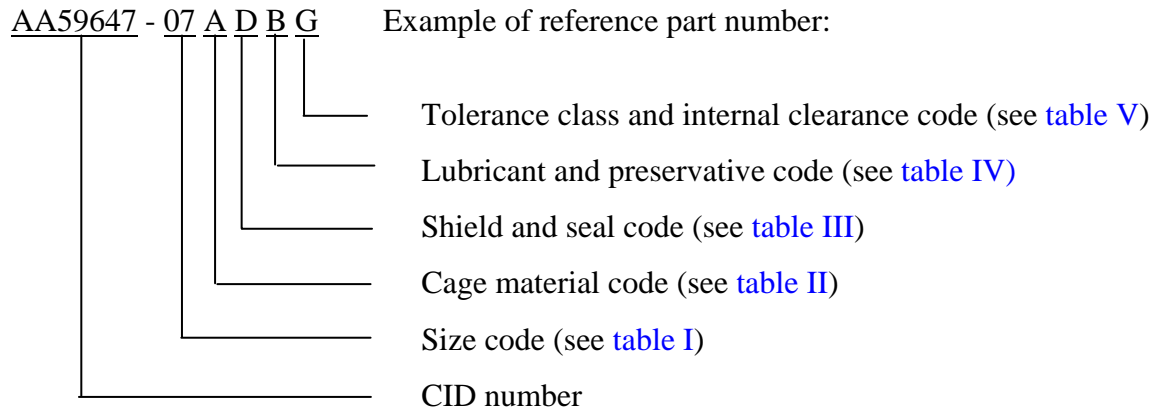 AA59647 - 07 A D B G Example of reference part number:
Tolerance class and internal clearance code (see table V)
Lubricant and preservative code (see table IV)
Shield and seal code (see table III)
Cage material code (see table II)
Size code (see table I)
CID number